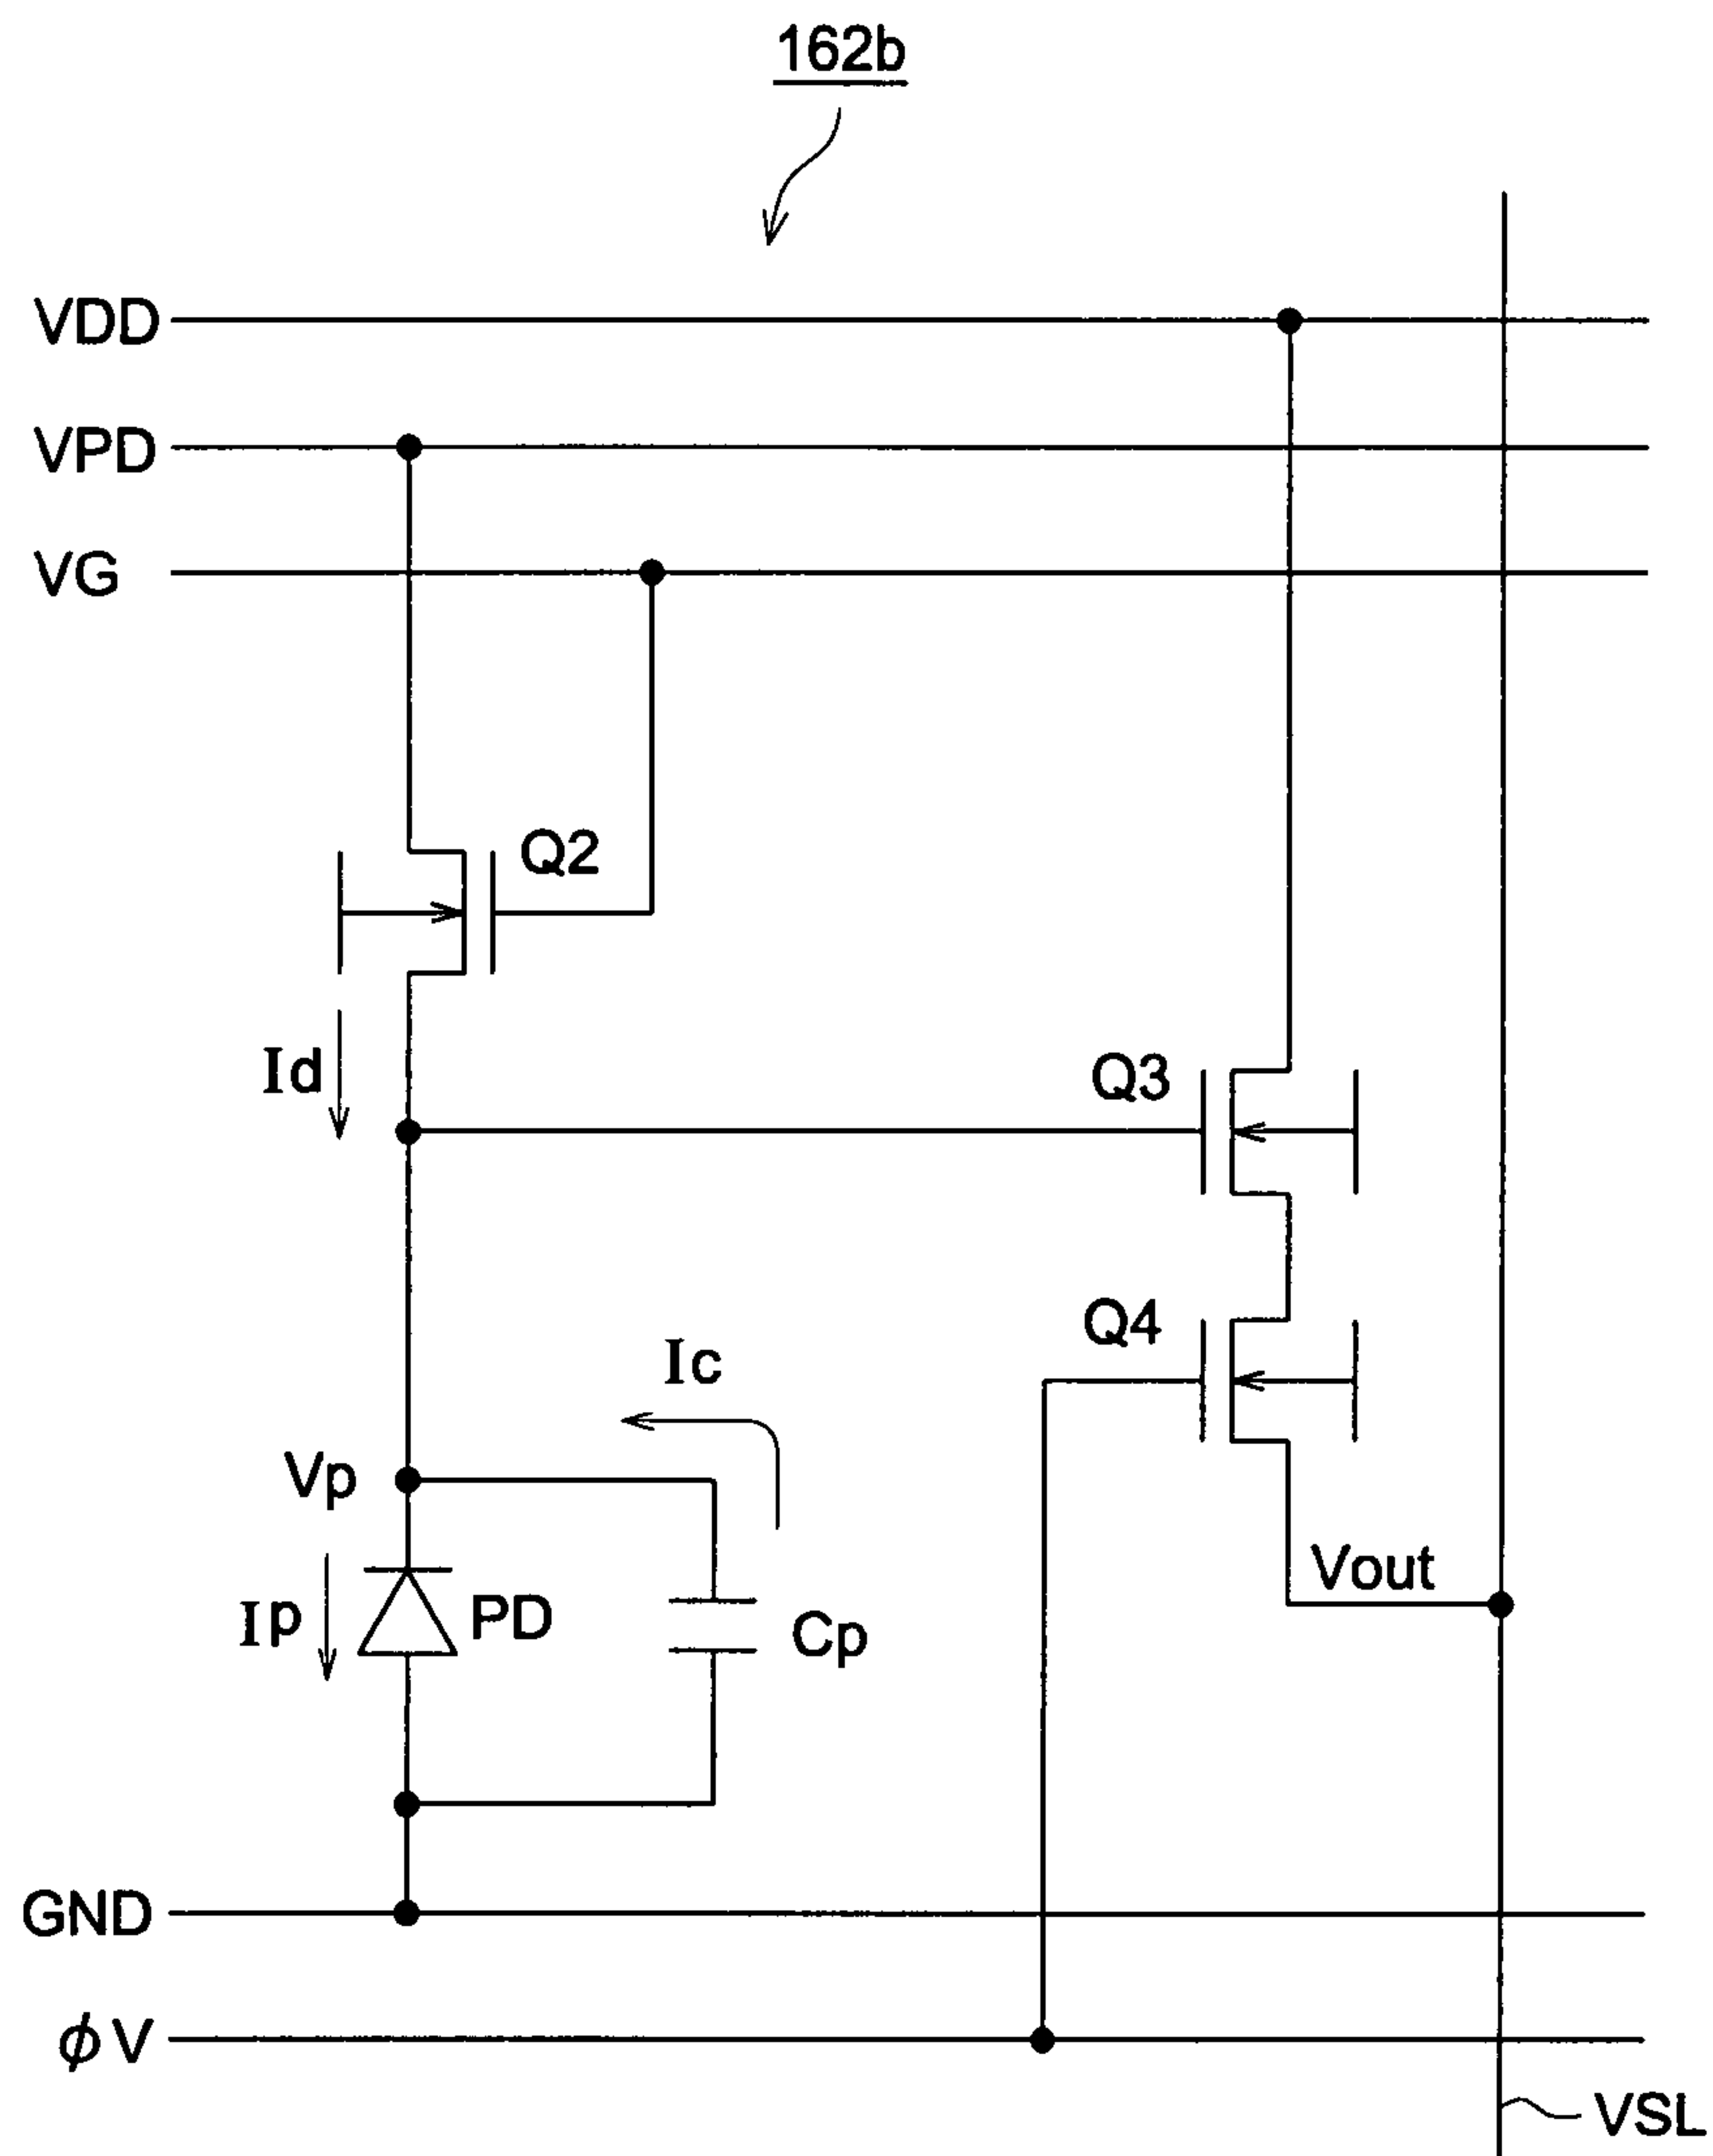 162b
VDD
VPD
VG
Q2
Id
Q3
Q4
Ic
Vp
Vout
Ip
PD
Cp
GND
φV
VSL